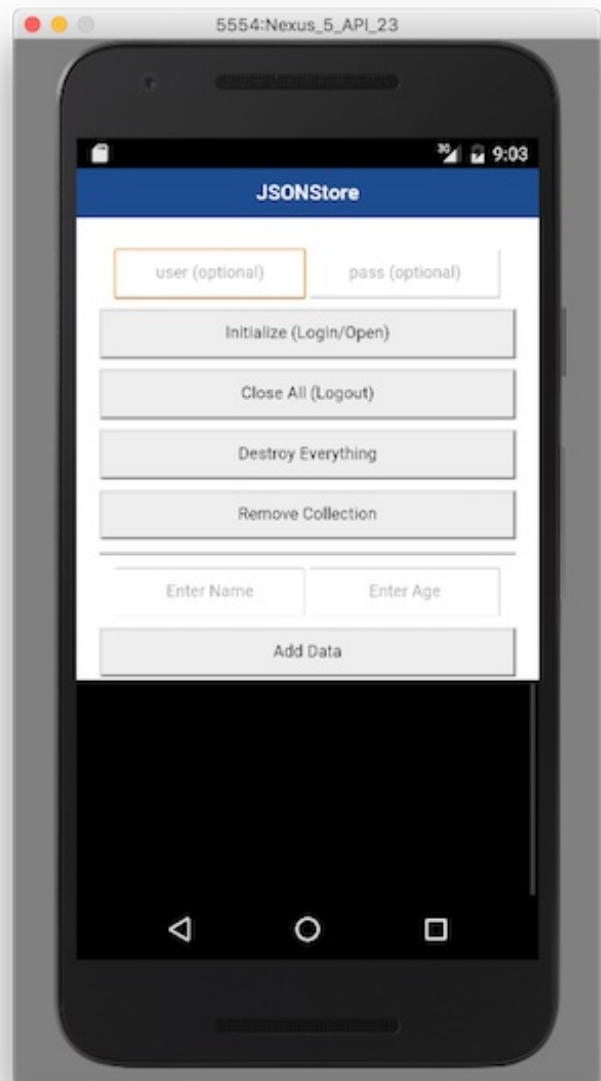 5554:Nexus_5_API_23
3G 9:03
JSONStore
user (optional) pass (optional)
Initialize (Login/Open)
Close All (Logout)
Destroy Everything
Remove Collection
Enter Name Enter Age
Add Data